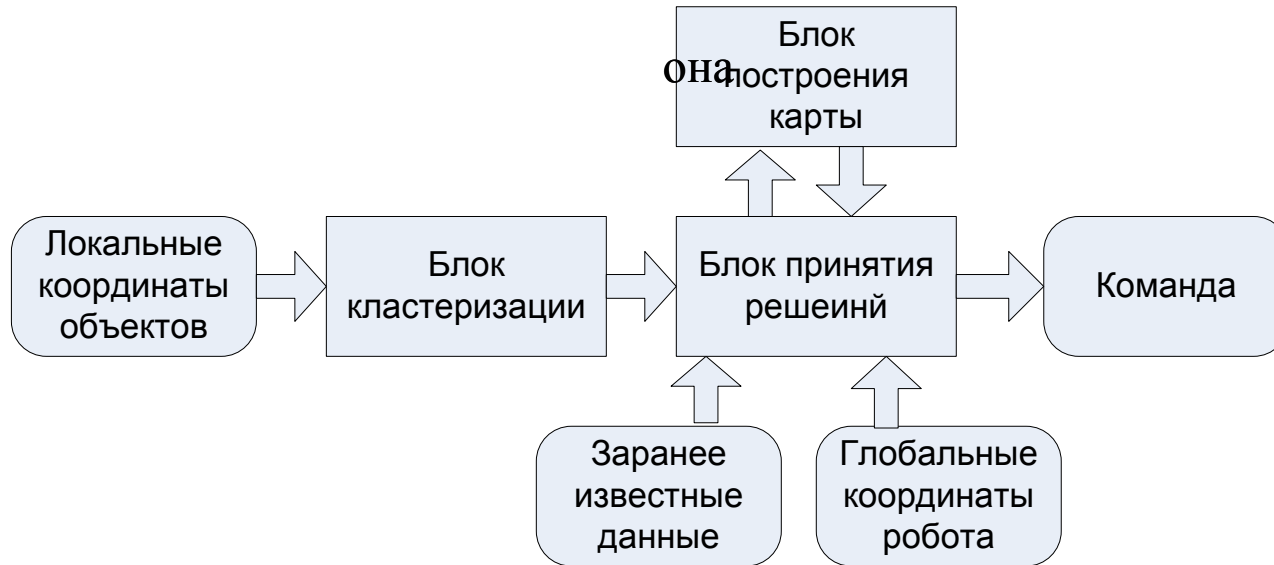 Блок
она
построения
карты
Локальные
координаты
объектов
Блок
кластеризации
Блок принятия
решеинй
Команда
Заранее
известные
данные
Глобальные
координаты
робота